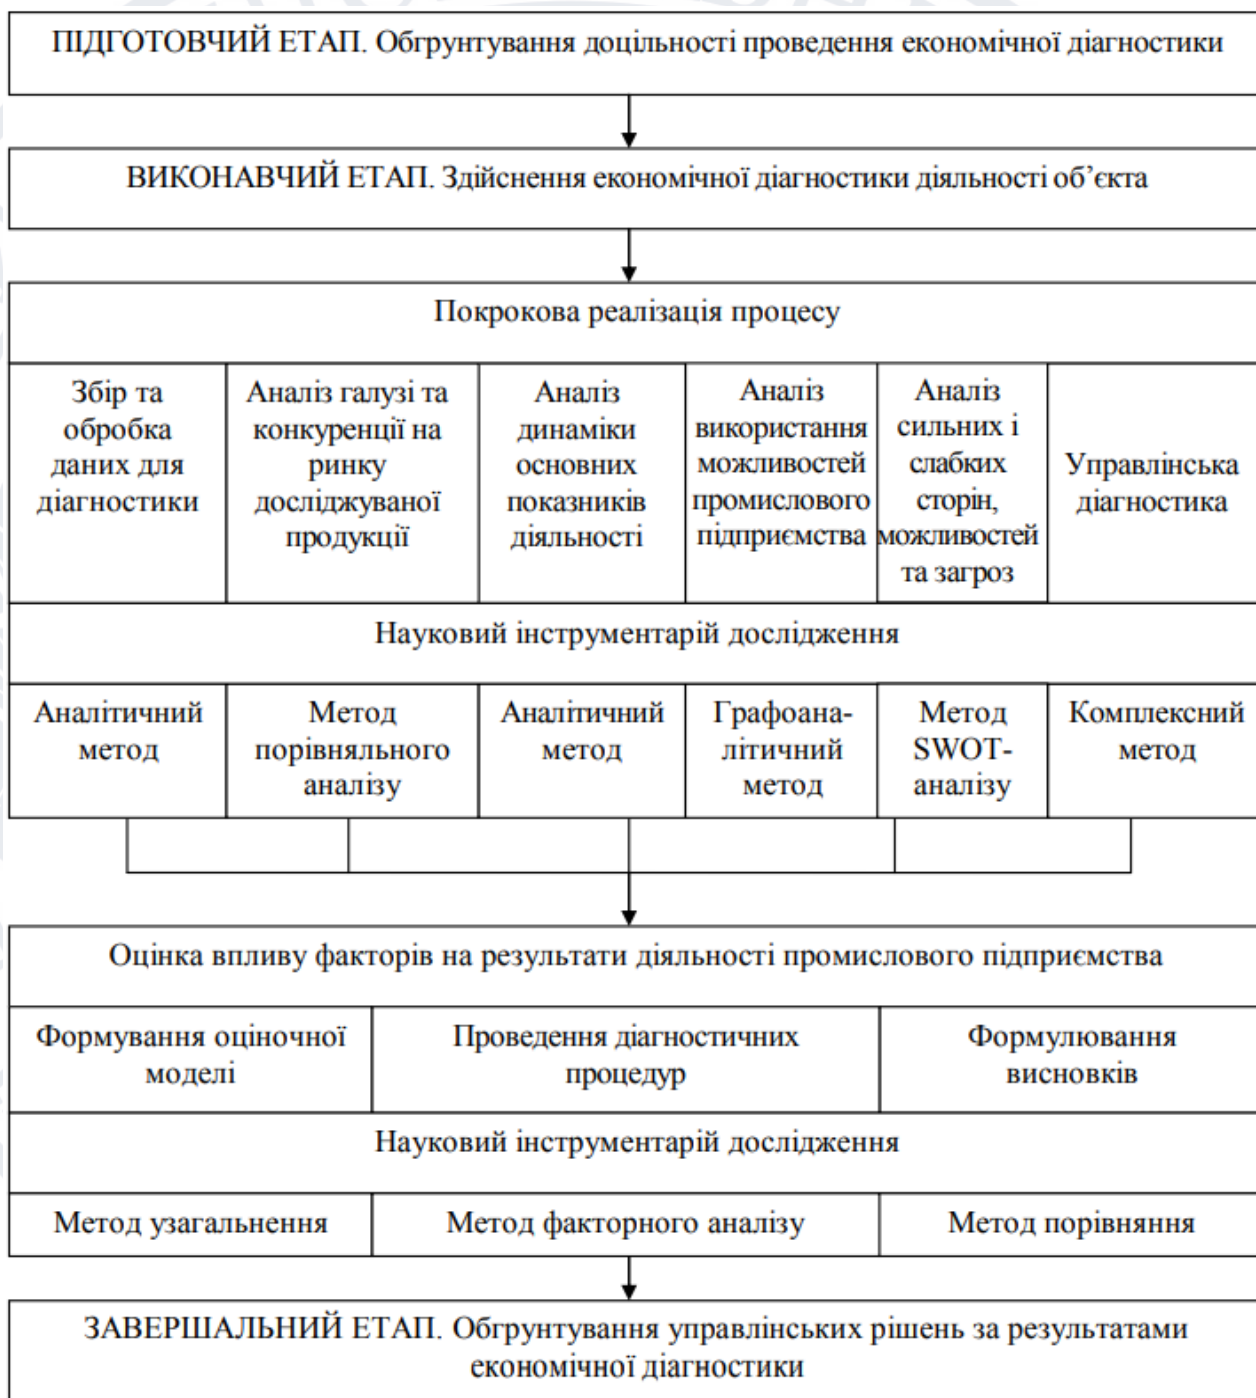 ПІДГОТОВЧИЙ ЕТАП. Обгрунтування доцільності проведення економічної діагностики
ВИКОНАВЧИЙ ЕТАП. Здійснення економічної діагностики діяльності об’єкта
Покрокова реалізація процесу
Збір та
обробка
даних для
діагностики
Аналіз галузі та
конкуренції на
ринку
досліджуваної
продукції
Аналіз
динаміки
основних
показників
діяльності
Аналіз
використання
можливостей
промислового
підприємства
Аналіз
сильних і
слабких
сторін,
можливостей
та загроз
Управлінська
діагностика
Науковий інструментарій дослідження
Аналітичний
метод
Метод
порівняльного
аналізу
Аналітичний
метод
Графоана-
літичний
метод
Метод
SWOT-
аналізу
Комплексний
метод
Оцінка впливу факторів на результати діяльності промислового підприємства
Формування оціночної
моделі
Проведення діагностичних
процедур
Формулювання
висновків
Науковий інструментарій дослідження
Метод узагальнення
Метод факторного аналізу
Метод порівняння
ЗАВЕРШАЛЬНИЙ ЕТАП. Обгрунтування управлінських рішень за результатами
економічної діагностики